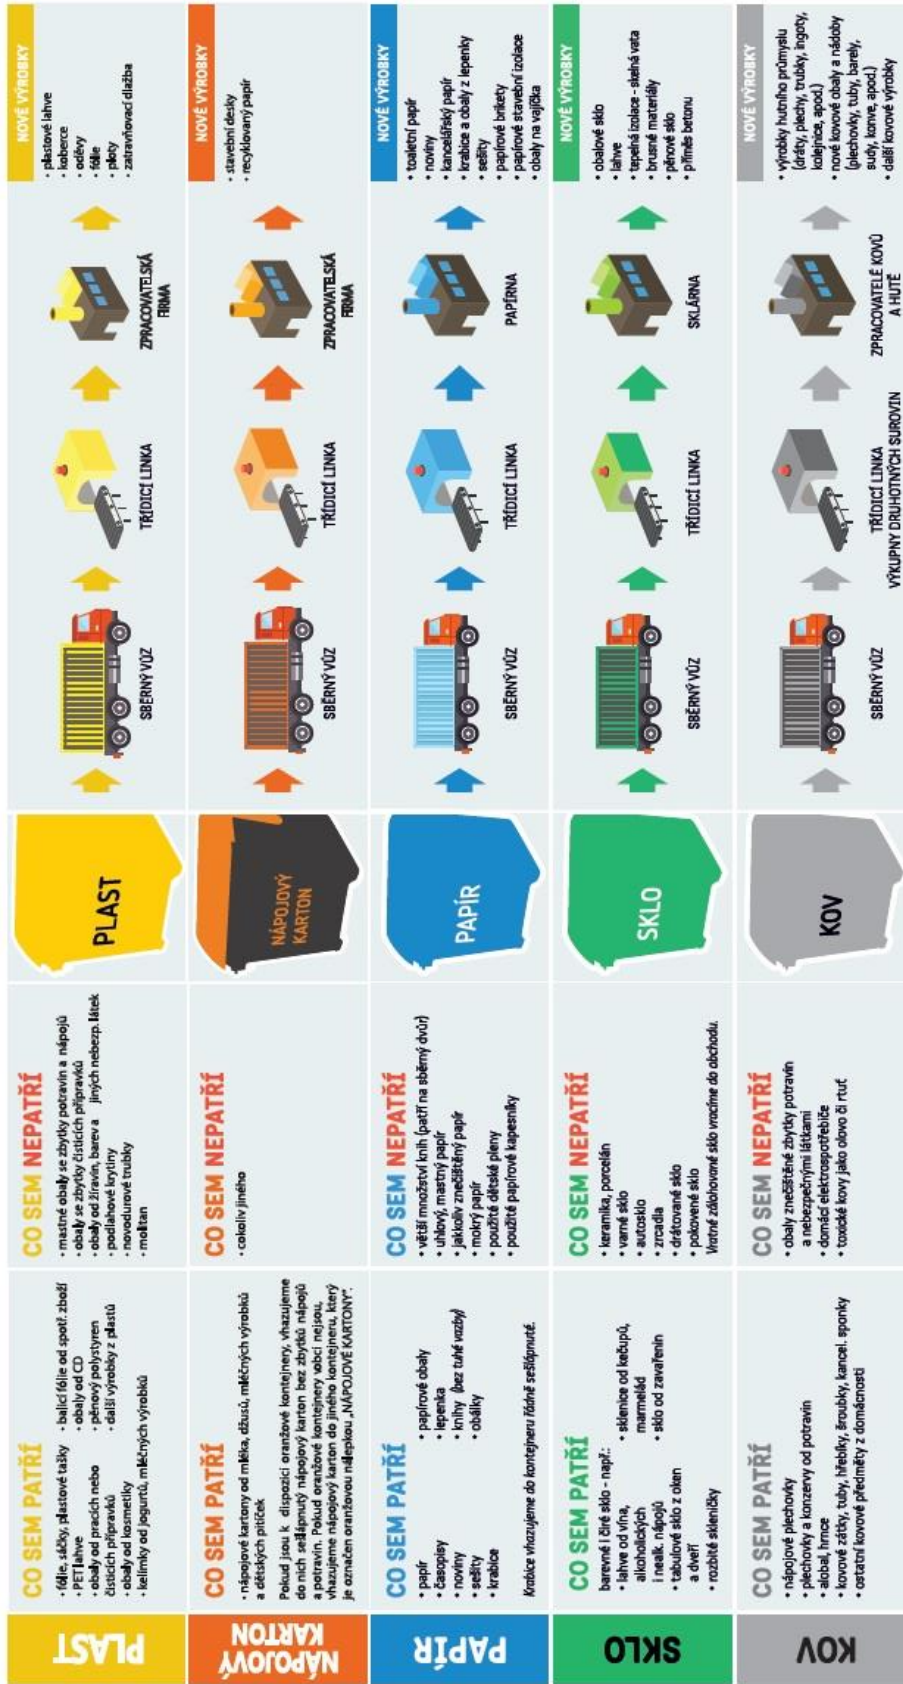 PLAST
CO SEM PATŘÍ
• fólie, sáčky, plastové tašky
• PET lahve
• obaly od pracích nebo
čisticích přípravků
• obaly od kosmetiky
• kelímky od jogurtů, mléčných výrobků
• balicí fólie od spotř. zboží
• obaly od CD
• pěnový polystyren
• další výrobky z plastů
CO SEM NEPATŘÍ
• mastné obaly se zbytky potravin a nápojů
• obaly se zbytky čisticích přípravků
• obaly od žíravin, barev a jiných nebezp. látek
• podlahové krytiny
• novodurové trubky
• molitan
PLAST
SBĚRNÝ VŮZ
TŘÍDICÍ LINKA
ZPRACOVATELSKÁ
FIRMA
NOVÉ VÝROBKY
• plastové lahve
• koberce
• oděvy
• fólie
• ploty
• zatravňovací dlažba
NÁPOJOVÝ
KARTON
CO SEM PATŘÍ
• nápojové kartony od mléka, džusů, mléčných výrobků
a dětských pitíček
Pokud jsou k dispozici oranžové kontejnery, vhazujeme
do nich sešlápnutý nápojový karton bez zbytků nápojů
a potravin. Pokud oranžové kontejnery v obci nejsou,
vhazujeme nápojový karton do jiného kontejneru, který
je označen oranžovou nálepkou „NÁPOJOVÉ KARTONY“.
CO SEM NEPATŘÍ
• cokoliv jiného
NÁPOJOVÝ
KARTON
SBĚRNÝ VŮZ
TŘÍDICÍ LINKA
ZPRACOVATELSKÁ
FIRMA
NOVÉ VÝROBKY
• stavební desky
• recyklovaný papír
PAPÍR
CO SEM PATŘÍ
• papír
• časopisy
• noviny
• sešity
• krabice
• papírové obaly
• lepenka
• knihy (bez tuhé vazby)
• obálky
Krabice vhazujeme do kontejneru řádně sešlápnuté.
CO SEM NEPATŘÍ
• větší množství knih (patří na sběrný dvůr)
• uhlový, mastný papír
• jakkoliv znečištěný papír
• mokrý papír
• použité dětské pleny
• použité papírové kapesníky
PAPÍR
SBĚRNÝ VŮZ
TŘÍDICÍ LINKA
PAPÍRNA
NOVÉ VÝROBKY
• toaletní papír
• noviny
• kancelářský papír
• krabice a obaly z lepenky
• sešity
• papírové brikety
• papírové stavební izolace
• obaly na vajíčka
SKLO
CO SEM PATŘÍ
barevné i čiré sklo - např.:
• lahve od vína,
alkoholických
i nealk. nápojů
• tabulové sklo z oken
a dveří
• rozbité skleničky
• sklenice od kečupů,
marmelád
• sklo od zavařenin
CO SEM NEPATŘÍ
• keramika, porcelán
• varné sklo
• autosklo
• zrcadla
• drátované sklo
• pokovené sklo
Vratné zálohované sklo vracíme do obchodu.
SKLO
SBĚRNÝ VŮZ
TŘÍDICÍ LINKA
SKLÁRNA
NOVÉ VÝROBKY
• obalové sklo
• lahve
• tepelná izolace - skelná vata
• brusné materiály
• pěnové sklo
• příměs betonu
KOV
CO SEM PATŘÍ
• nápojové plechovky
• plechovky a konzervy od potravin
• alobal, hrnce
• kovové zátky, tuby, hřebíky, šroubky, kancel. sponky
• ostatní kovové předměty z domácnosti
CO SEM NEPATŘÍ
• obaly znečištěné zbytky potravin
a nebezpečnými látkami
• domácí elektrospotřebiče
• toxické kovy jako olovo či rtuť
KOV
SBĚRNÝ VŮZ
TŘÍDICÍ LINKA
VÝKUPNY DRUHOTNÝCH SUROVIN
ZPRACOVATELÉ KOVŮ
A HUTĚ
NOVÉ VÝROBKY
• výrobky hutního průmyslu
(dráty, plechy, trubky, ingoty,
kolejnice, apod.)
• nové kovové obaly a nádoby
(plechovky, tuby, barely,
sudy, konve, apod.)
• další kovové výrobky